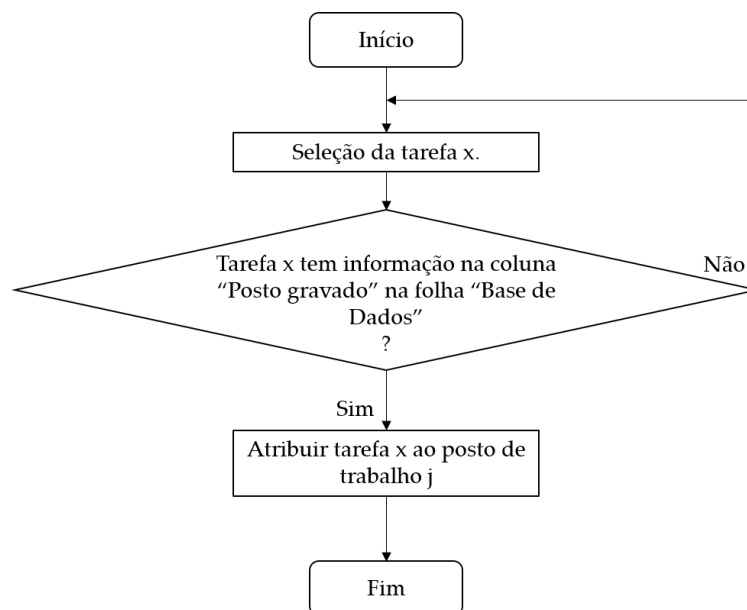 Início
Seleção da tarefa x.
Tarefa x tem informação na coluna
“Posto gravado” na folha “Base de
Dados”
?
Não
Sim
Atribuir tarefa x ao posto de
trabalho j
Fim